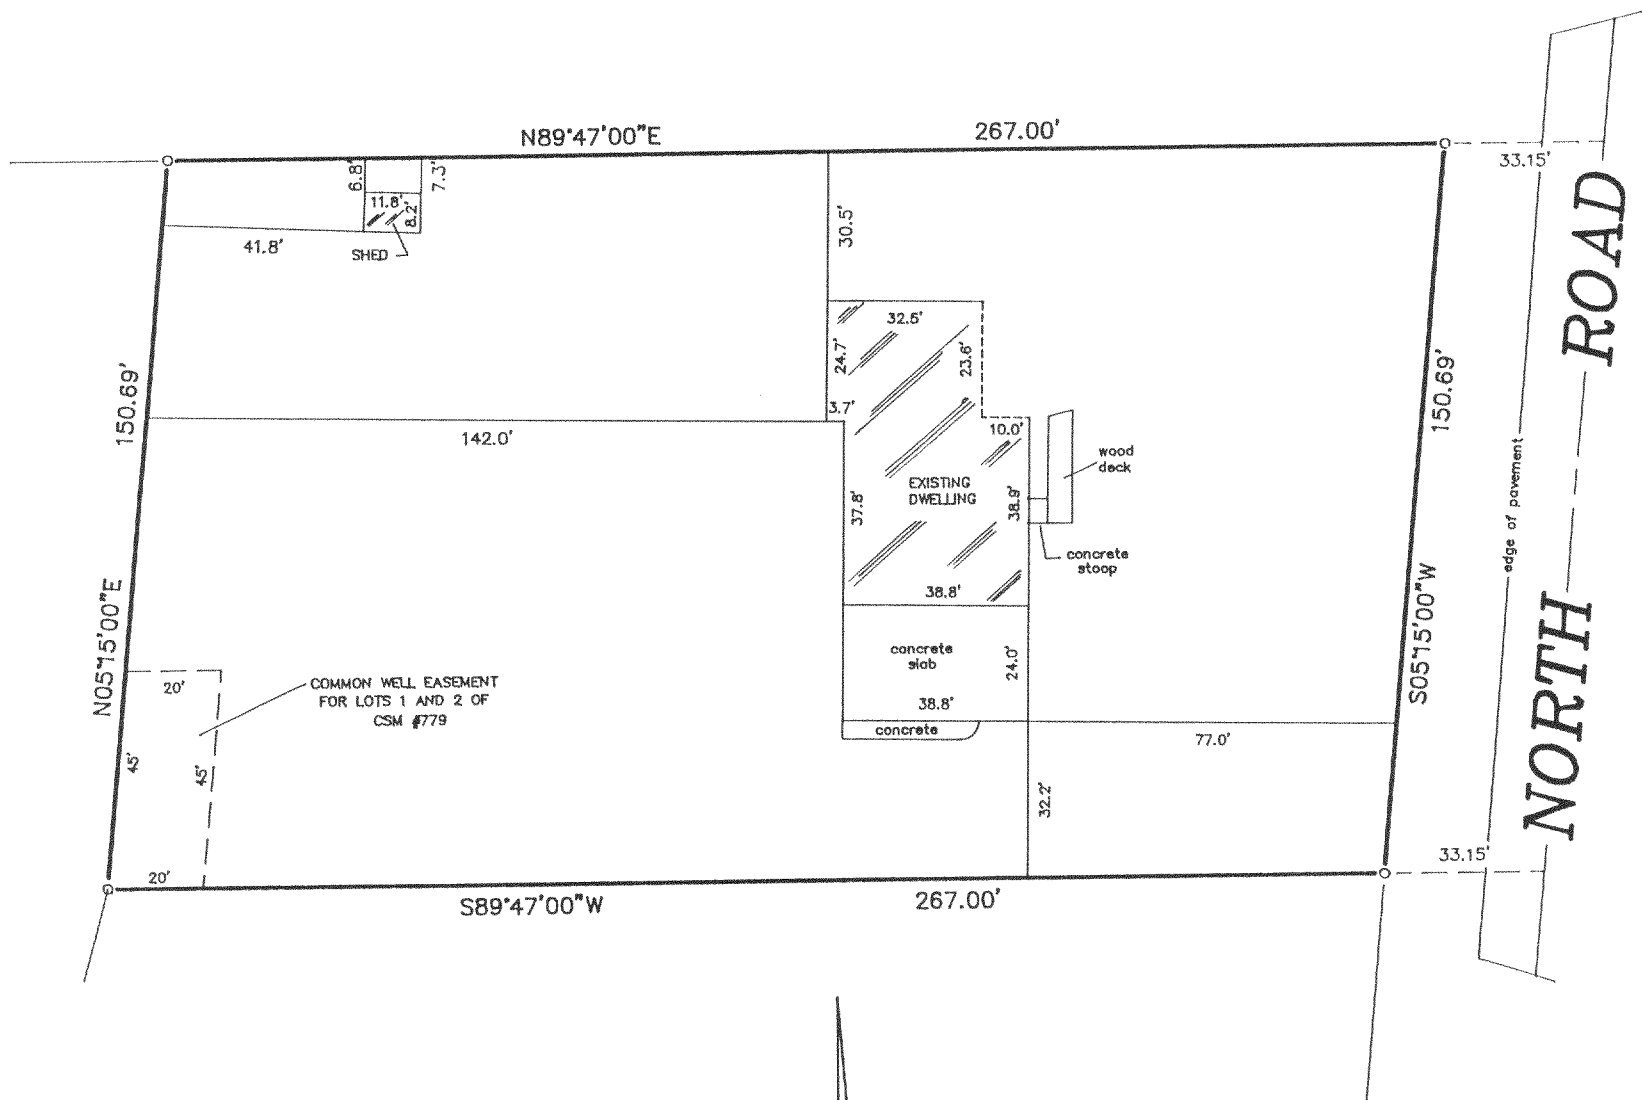 N89°47'00"E
267.00'
33.15'
6.8'
7.3'
11.8'
8.2'
SHED
41.8'
30.5'
ROAD
32.5'
24.7'
23.6'
3.7'
10.0'
150.69'
150.69'
142.0'
wood
deck
edge of pavement
EXISTING
DWELLING
37.8'
38.9'
concrete
stoop
38.8'
N05°15'00"E
S05°15'00"W
NORTH
concrete
slab
24.0'
38.8'
concrete
20'
COMMON WELL EASEMENT
FOR LOTS 1 AND 2 OF
CSM #779
45'
45'
77.0'
32.2'
33.15'
20'
S89°47'00"W
267.00'